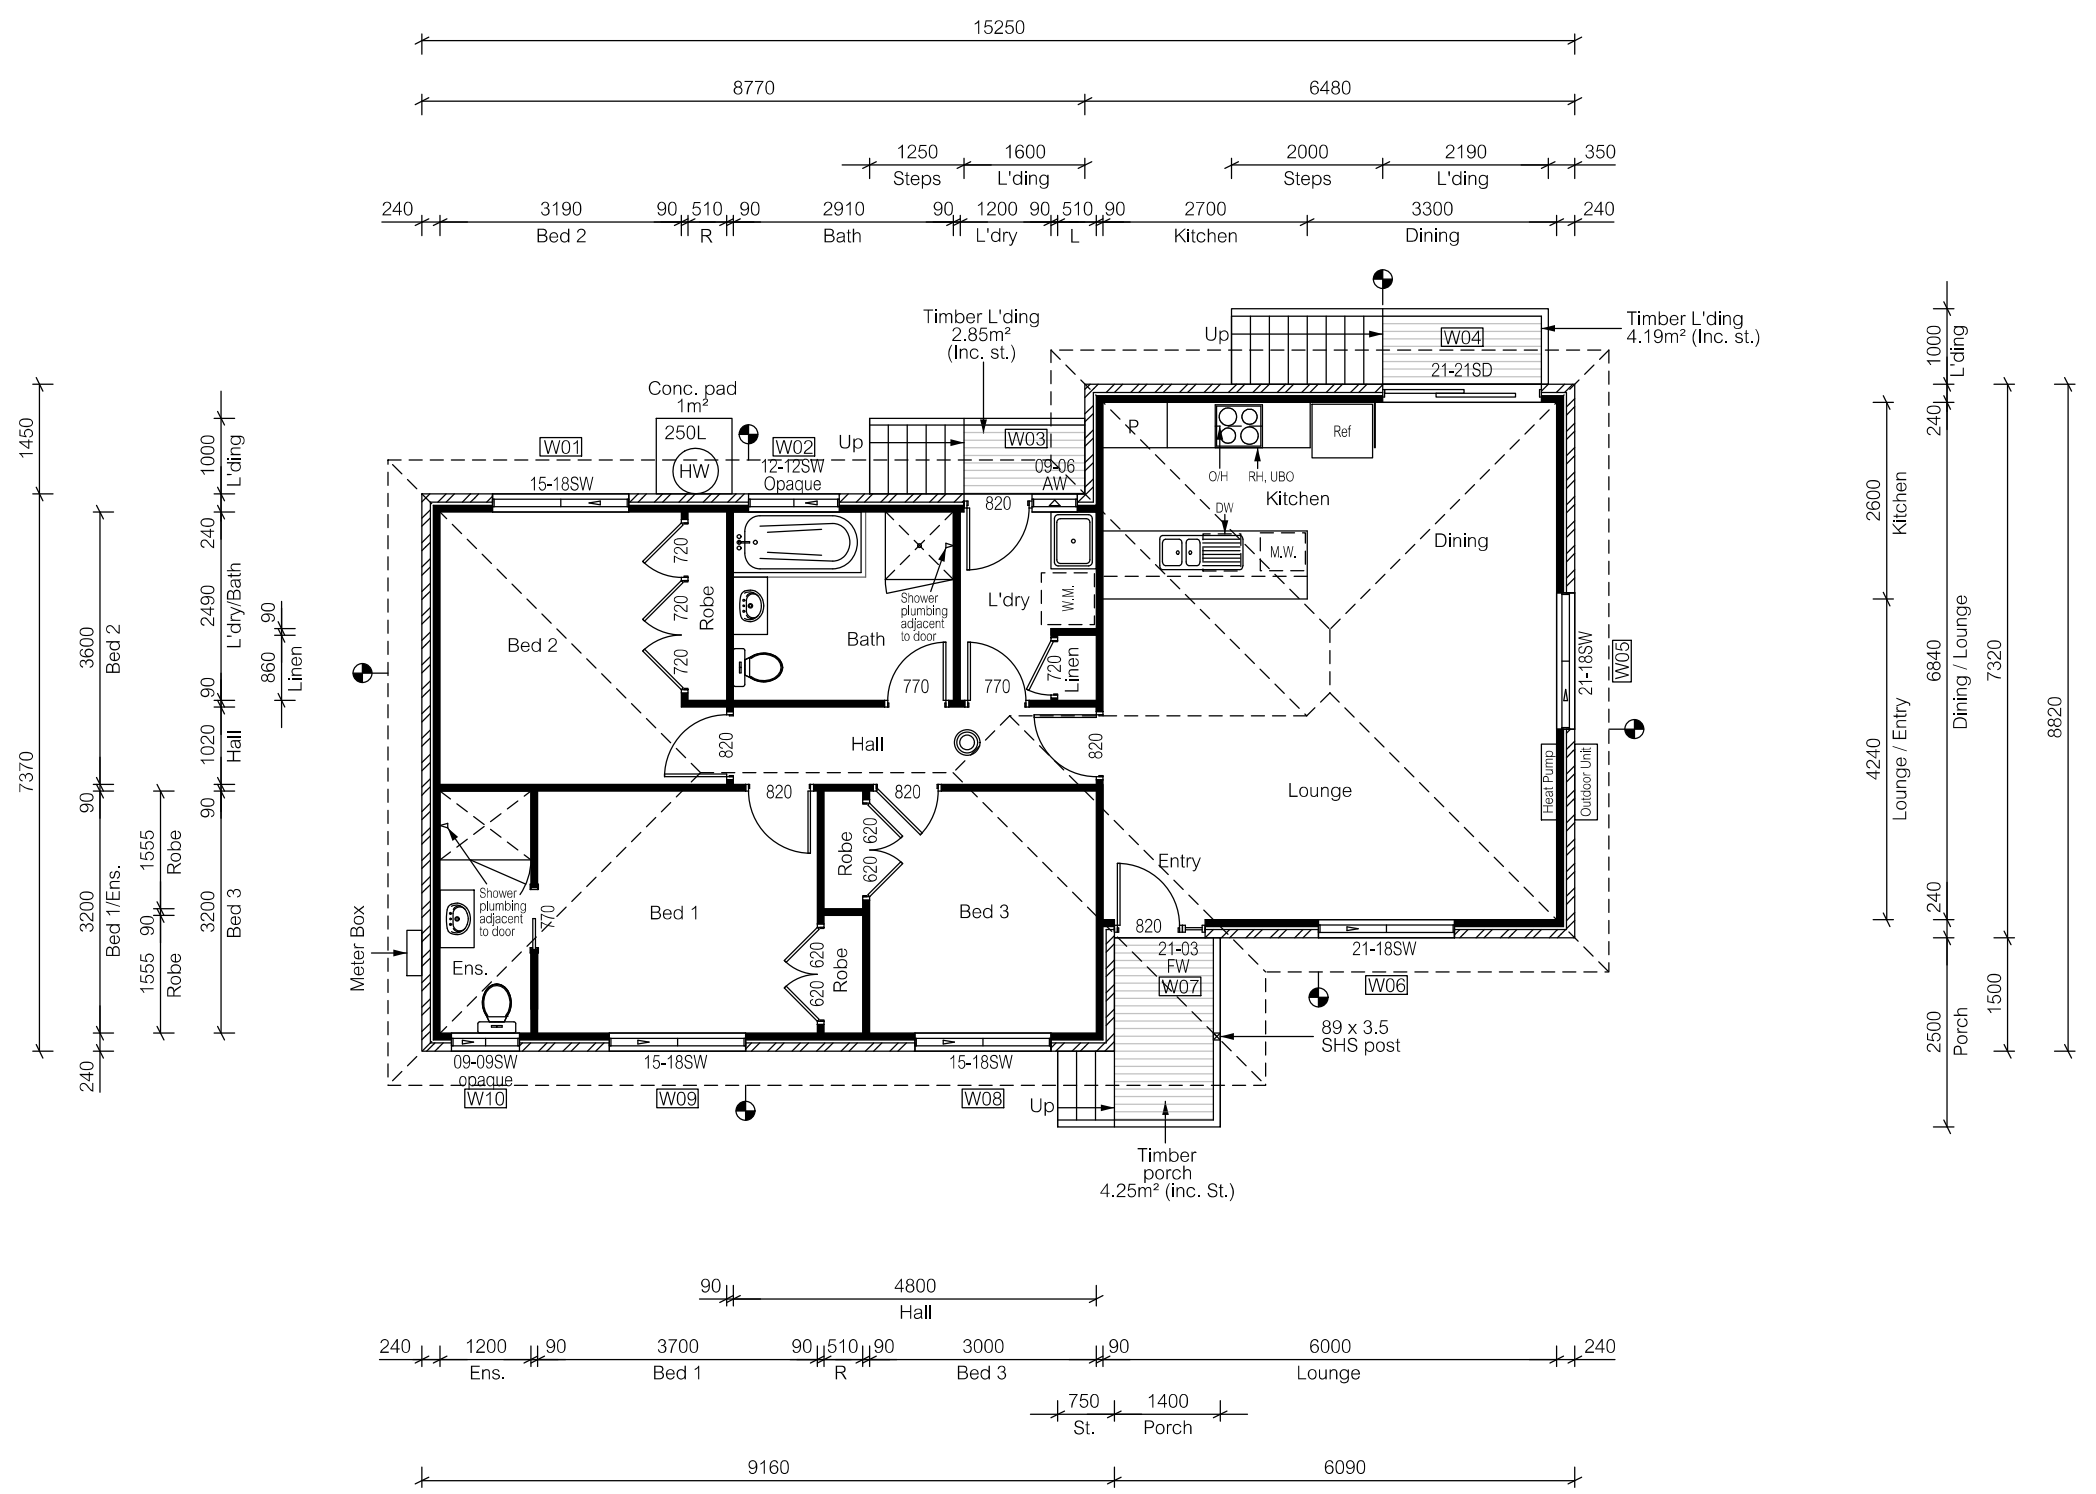 15250
8770 6480
1250 1600 2000 2190 350
Steps L'ding Steps L'ding
240 3190 90 510 90 2910 90 1200 90 510 90 2700 3300 240
Bed 2 R Bath L'dry L Kitchen Dining
Timber L'ding
2.85m²
(Inc. st.)
Up
W04
21-21SD
Timber L'ding
4.19m² (Inc. st.)
Conc. pad
1m²
250L
HW
W01
15-18SW
W02
12-12SW
Opaque
Up
W03
09-06
AW
820
P
O/H
RH, UBO
Ref
Kitchen
DW
M.W.
Dining
Bed 2
720
720
720
Robe
Shower
plumbing
adjacent
to door
Bath
770
L'dry
W.M.
770
720
Linen
21-18SW
W05
820
Hall
820
Lounge
Heat Pump
Outdoor Unit
820
820
Robe
620
620
Entry
Shower
plumbing
adjacent
to door
470
Ens.
Bed 1
620
620
Robe
Bed 3
820
21-03
FW
W07
21-18SW
W06
Meter Box
09-09SW
opaque
W10
15-18SW
W09
15-18SW
W08
Up
89 x 3.5
SHS post
Timber
porch
4.25m² (inc. St.)
1450
7370
3600
Bed 2
90
3200
Bed 1/Ens.
240
1555
Robe
90
1555
Robe
1000
L'ding
240
2490
L'dry/Bath
90
1020
Hall
90
3200
Bed 3
90
860
Linen
2600
Kitchen
4240
Lounge / Entry
1000
L'ding
240
6840
Dining / Lounge
240
2500
Porch
7320
1500
8820
90 4800
Hall
240 1200 90 3700 90 510 90 3000 90 6000 240
Ens. Bed 1 R Bed 3 Lounge
750 1400
St. Porch
9160 6090